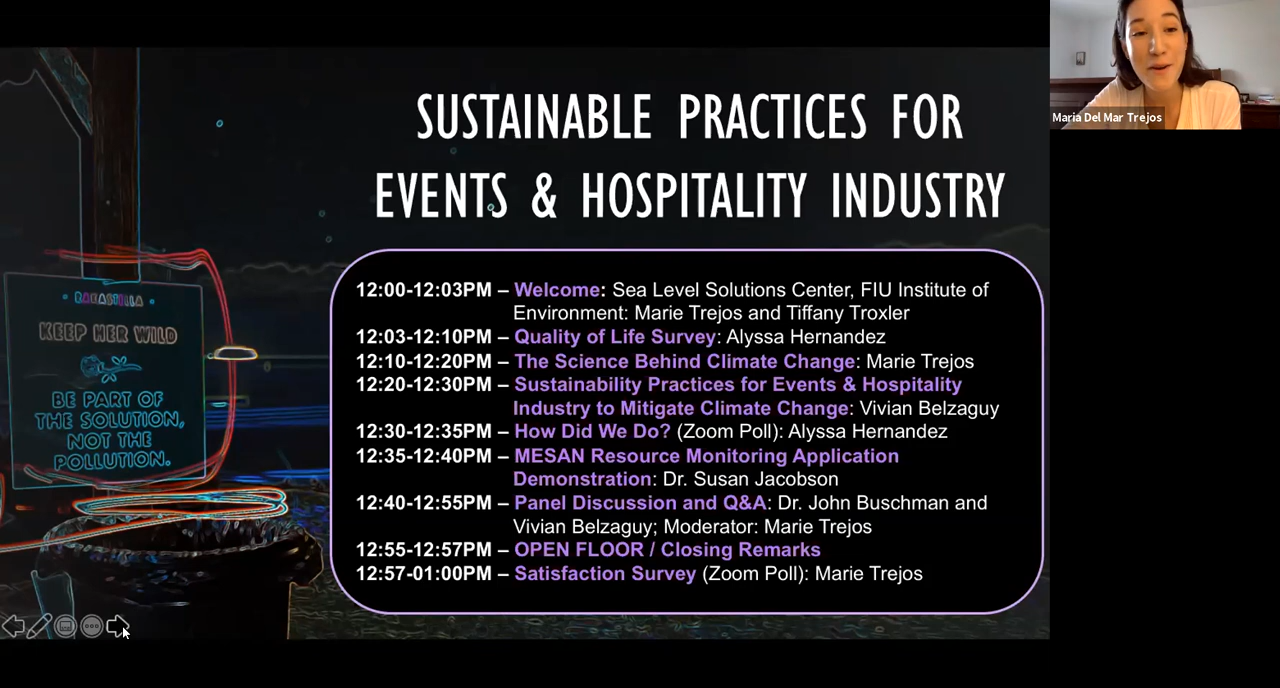 SUSTAINABLE PRACTICES FOR
EVENTS & HOSPITALITY INDUSTRY
Maria Del Mar Trejos
12:00-12:03PM – Welcome: Sea Level Solutions Center, FIU Institute of
Environment: Marie Trejos and Tiffany Troxler
12:03-12:10PM – Quality of Life Survey: Alyssa Hernandez
12:10-12:20PM – The Science Behind Climate Change: Marie Trejos
12:20-12:30PM – Sustainability Practices for Events & Hospitality
Industry to Mitigate Climate Change: Vivian Belzaguy
12:30-12:35PM – How Did We Do? (Zoom Poll): Alyssa Hernandez
12:35-12:40PM – MESAN Resource Monitoring Application
Demonstration: Dr. Susan Jacobson
12:40-12:55PM – Panel Discussion and Q&A: Dr. John Buschman and
Vivian Belzaguy; Moderator: Marie Trejos
12:55-12:57PM – OPEN FLOOR / Closing Remarks
12:57-01:00PM – Satisfaction Survey (Zoom Poll): Marie Trejos
KEEP HER WILD
BE PART OF
THE SOLUTION,
NOT THE
POLLUTION.